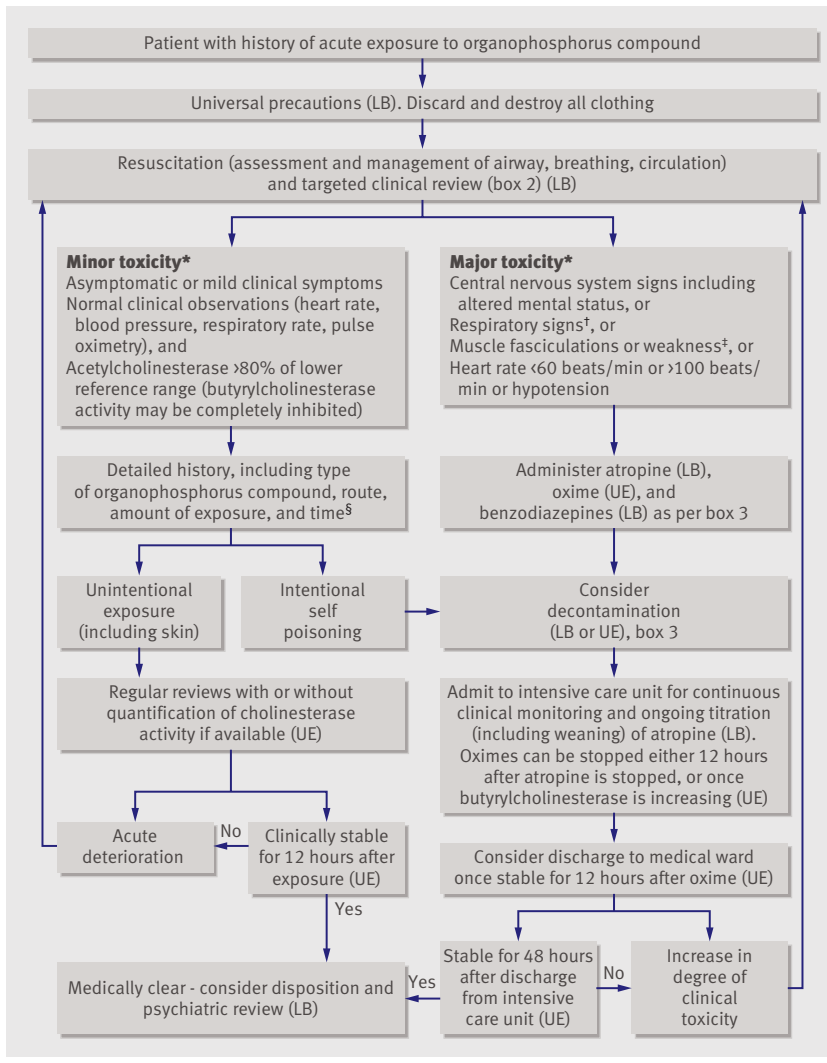 Patient with history of acute exposure to organophosphorus compound
Universal precautions (LB). Discard and destroy all clothing
Resuscitation (assessment and management of airway, breathing, circulation)
and targeted clinical review (box 2) (LB)
Minor toxicity*
Asymptomatic or mild clinical symptoms
Normal clinical observations (heart rate,
blood pressure, respiratory rate, pulse
oximetry), and
Acetylcholinesterase >80% of lower
reference range (butyrylcholinesterase
activity may be completely inhibited)
Major toxicity*
Central nervous system signs including
altered mental status, or
Respiratory signs†, or
Muscle fasciculations or weakness‡, or
Heart rate <60 beats/min or >100 beats/
min or hypotension
Detailed history, including type
of organophosphorus compound, route,
amount of exposure, and time§
Administer atropine (LB),
oxime (UE), and
benzodiazepines (LB) as per box 3
Unintentional
exposure
(including skin)
Intentional
self
poisoning
Consider
decontamination
(LB or UE), box 3
Regular reviews with or without
quantification of cholinesterase
activity if available (UE)
Admit to intensive care unit for continuous
clinical monitoring and ongoing titration
(including weaning) of atropine (LB).
Oximes can be stopped either 12 hours
after atropine is stopped, or once
butyrylcholinesterase is increasing (UE)
Acute
deterioration
No
Clinically stable
for 12 hours after
exposure (UE)
Consider discharge to medical ward
once stable for 12 hours after oxime (UE)
Yes
Medically clear - consider disposition and
psychiatric review (LB)
Yes
Stable for 48 hours
after discharge
from intensive
care unit (UE)
No
Increase in
degree of
clinical
toxicity